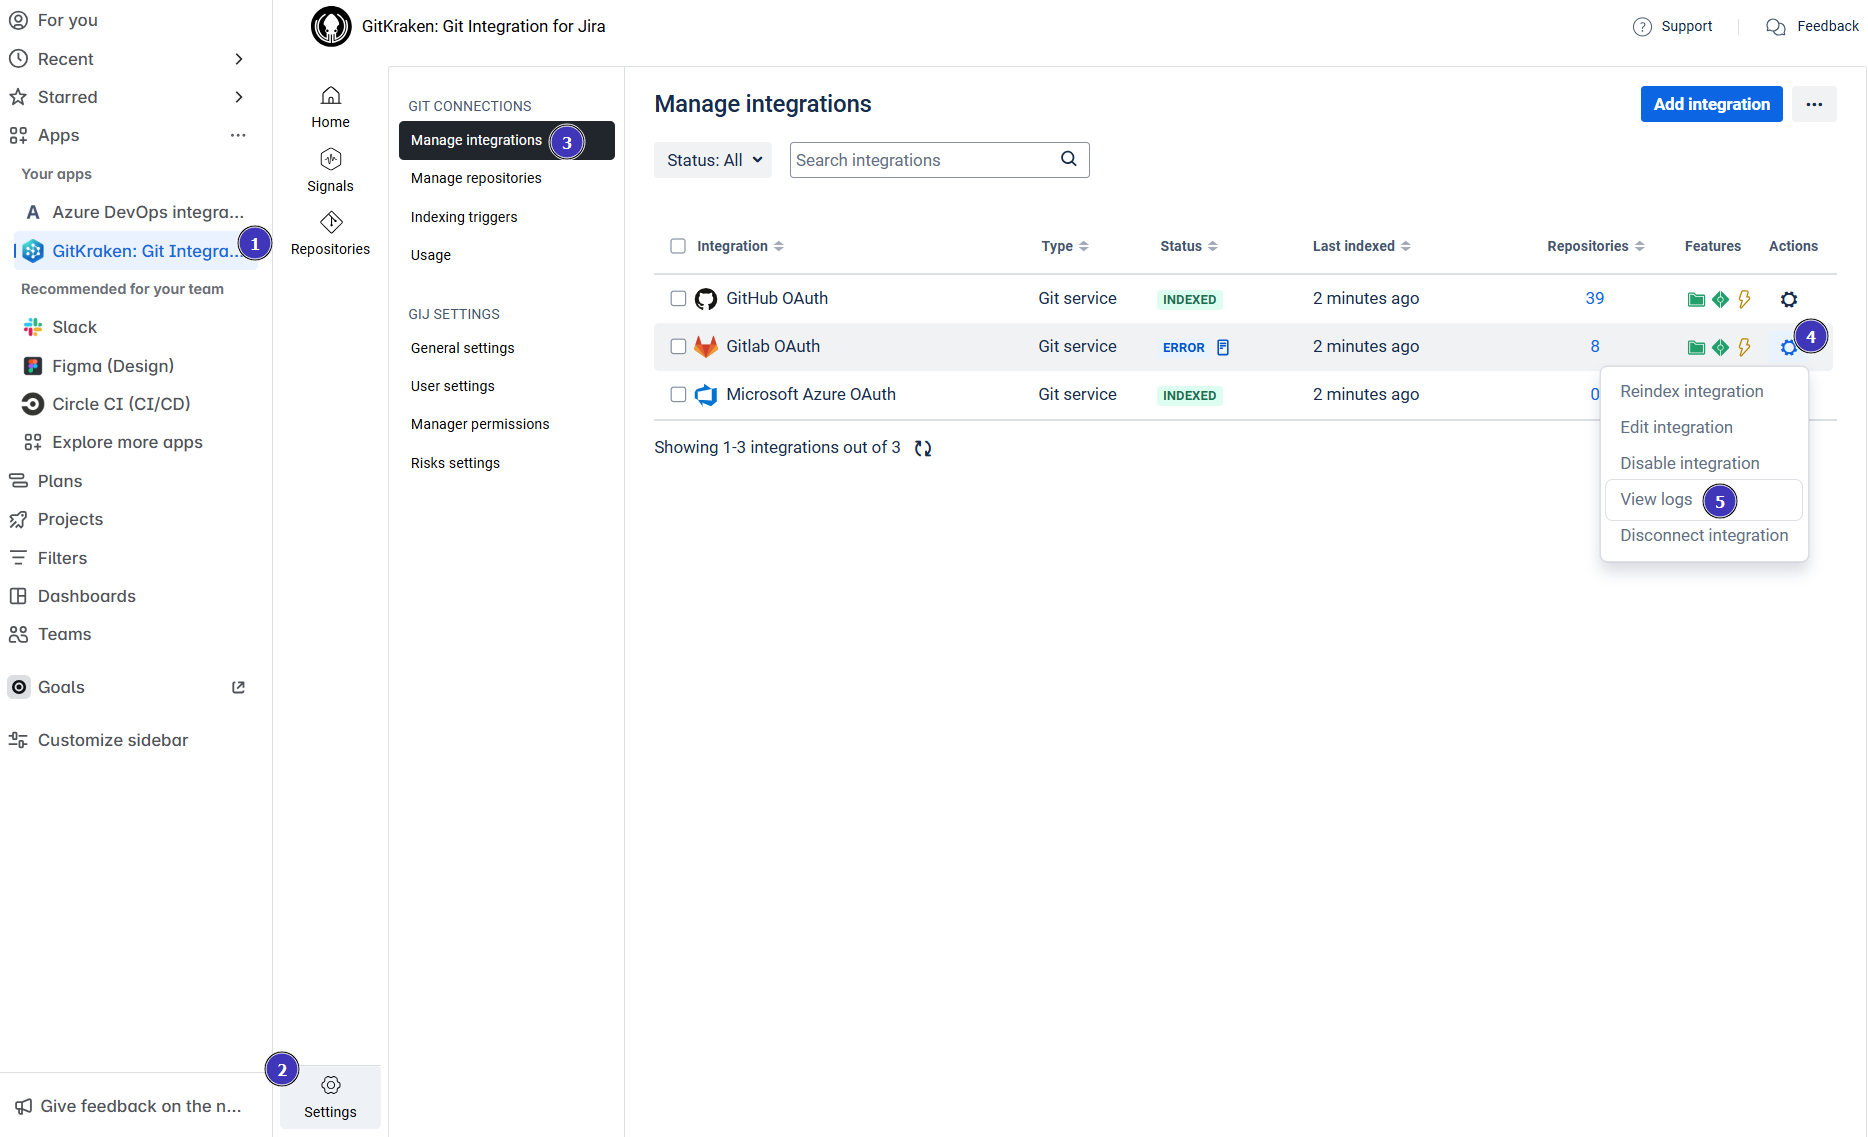 For you
Recent
Starred
Apps
Your apps
A Azure DevOps integra...
GitKraken: Git Integra...
1
Recommended for your team
Slack
Figma (Design)
Circle CI (CI/CD)
Explore more apps
Plans
Projects
Filters
Dashboards
Teams
Goals
Customize sidebar
Give feedback on the n...
GitKraken: Git Integration for Jira
Support
Feedback
Home
Signals
Repositories
2
Settings
GIT CONNECTIONS
Manage integrations 3
Manage repositories
Indexing triggers
Usage
GIJ SETTINGS
General settings
User settings
Manager permissions
Risks settings
Manage integrations
Add integration
Status: All
Search integrations
Integration Type Status Last indexed Repositories Features Actions
GitHub OAuth Git service INDEXED 2 minutes ago 39
Gitlab OAuth Git service ERROR 2 minutes ago 8 4
Microsoft Azure OAuth Git service INDEXED 2 minutes ago 0
Showing 1-3 integrations out of 3
Reindex integration
Edit integration
Disable integration
View logs 5
Disconnect integration